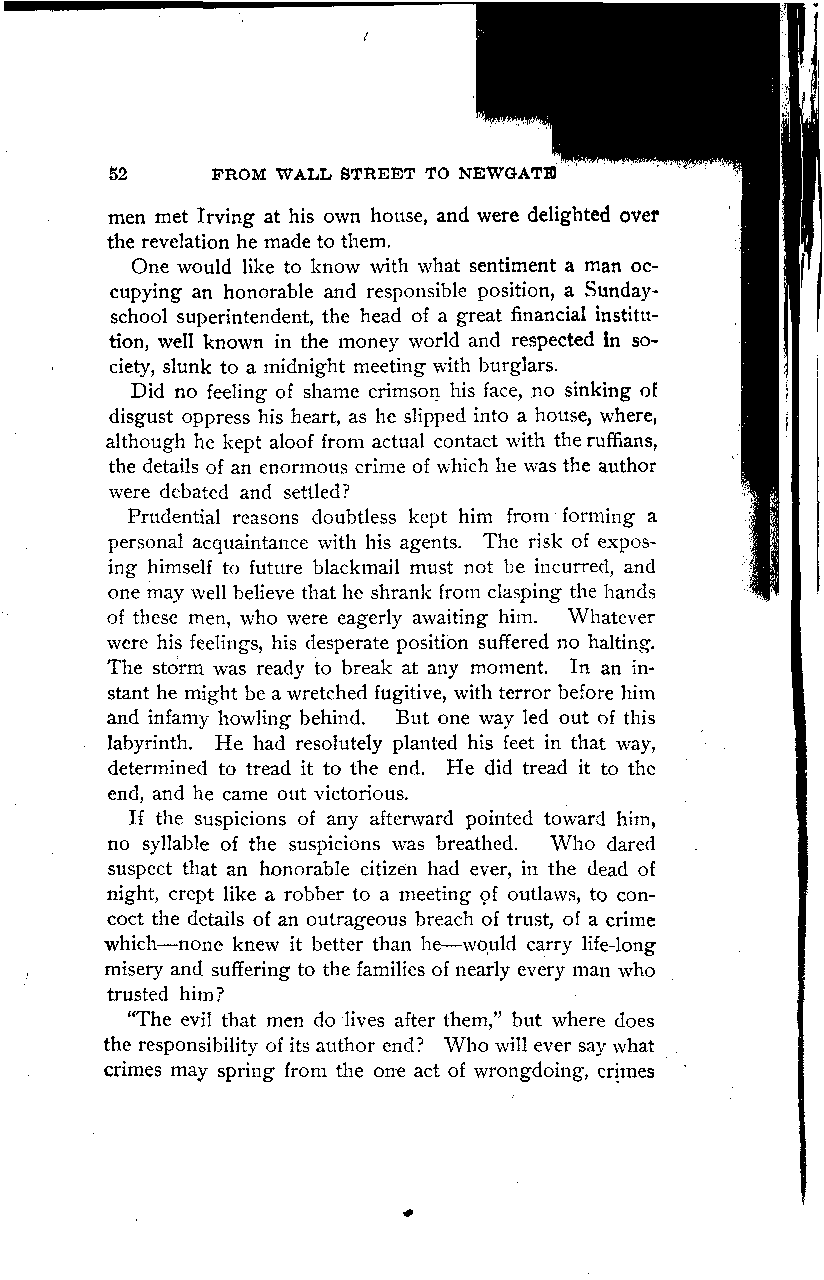 52 FROM WALL STREET TO NEWGATE
men met Irving at his own house, and were delighted over
the revelation he made to them.
One would like to know with what sentiment a man oc-
cupying an honorable and responsible position, a Sunday-
school superintendent, the head of a great financial institu-
tion, well known in the money world and respected in so-
ciety, slunk to a midnight meeting with burglars.
Did no feeling of shame crimson his face, no sinking of
disgust oppress his heart, as he slipped into a house, where,
although he kept aloof from actual contact with the ruffians,
the details of an enormous crime of which he was the author
were debated and settled?
Prudential reasons doubtless kept him from forming a
personal acquaintance with his agents. The risk of expos-
ing himself to future blackmail must not be incurred, and
one may well believe that he shrank from clasping the hands
of these men, who were eagerly awaiting him. Whatever
were his feelings, his desperate position suffered no halting.
The storm was ready to break at any moment. In an in-
stant he might be a wretched fugitive, with terror before him
and infamy howling behind. But one way led out of this
labyrinth. He had resolutely planted his feet in that way,
determined to tread it to the end. He did tread it to the
end, and he came out victorious.
If the suspicions of any afterward pointed toward him,
no syllable of the suspicions was breathed. Who dared
suspect that an honorable citizen had ever, in the dead of
night, crept like a robber to a meeting of outlaws, to con-
coct the details of an outrageous breach of trust, of a crime
which—none knew it better than he—would carry life-long
misery and suffering to the families of nearly every man who
trusted him?
"The evil that men do lives after them," but where does
the responsibility of its author end? Who will ever say what
crimes may spring from the one act of wrongdoing, crimes